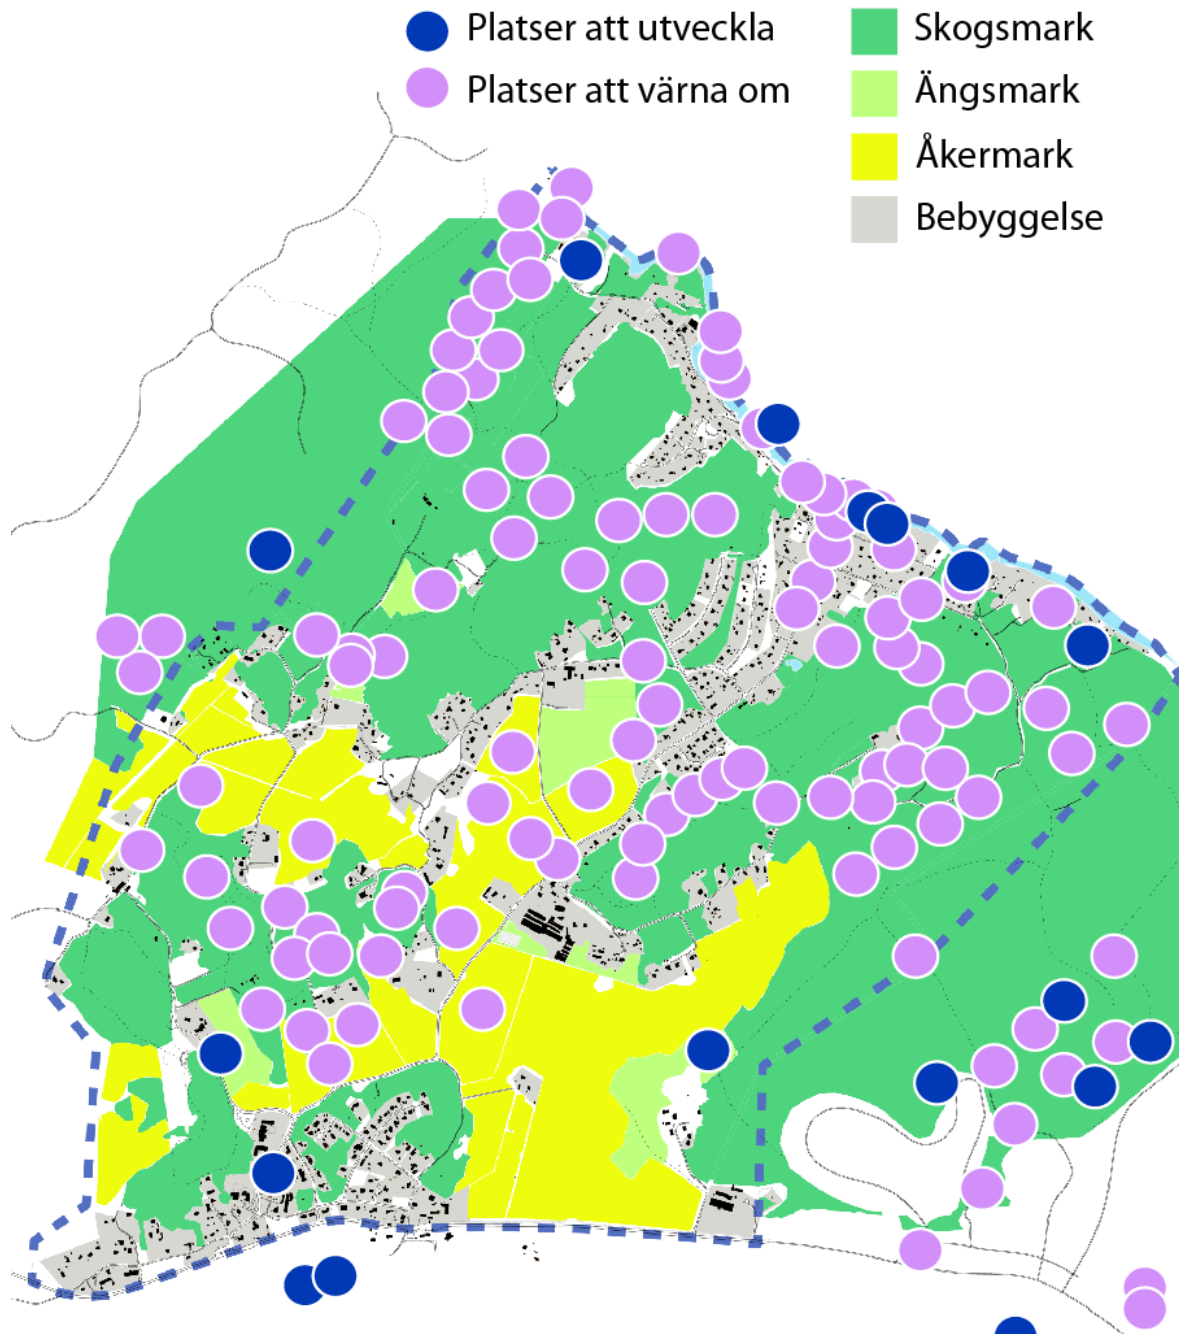 Platser att utveckla
Platser att värna om
Skogsmark
Ängsmark
Åkermark
Bebyggelse